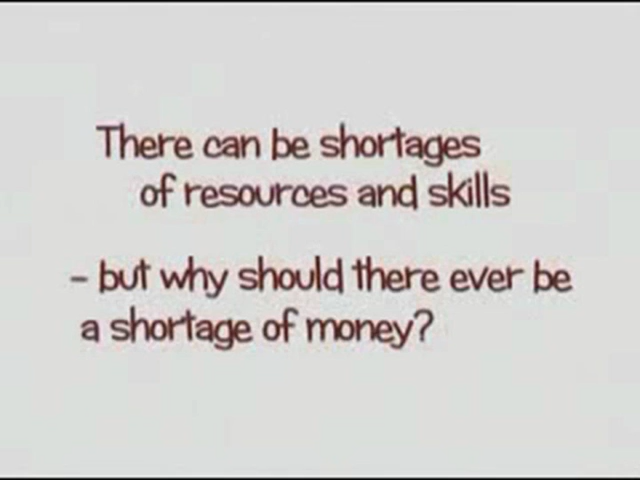 There can be shortages
of resources and skills
- but why should there ever be
a shortage of money?